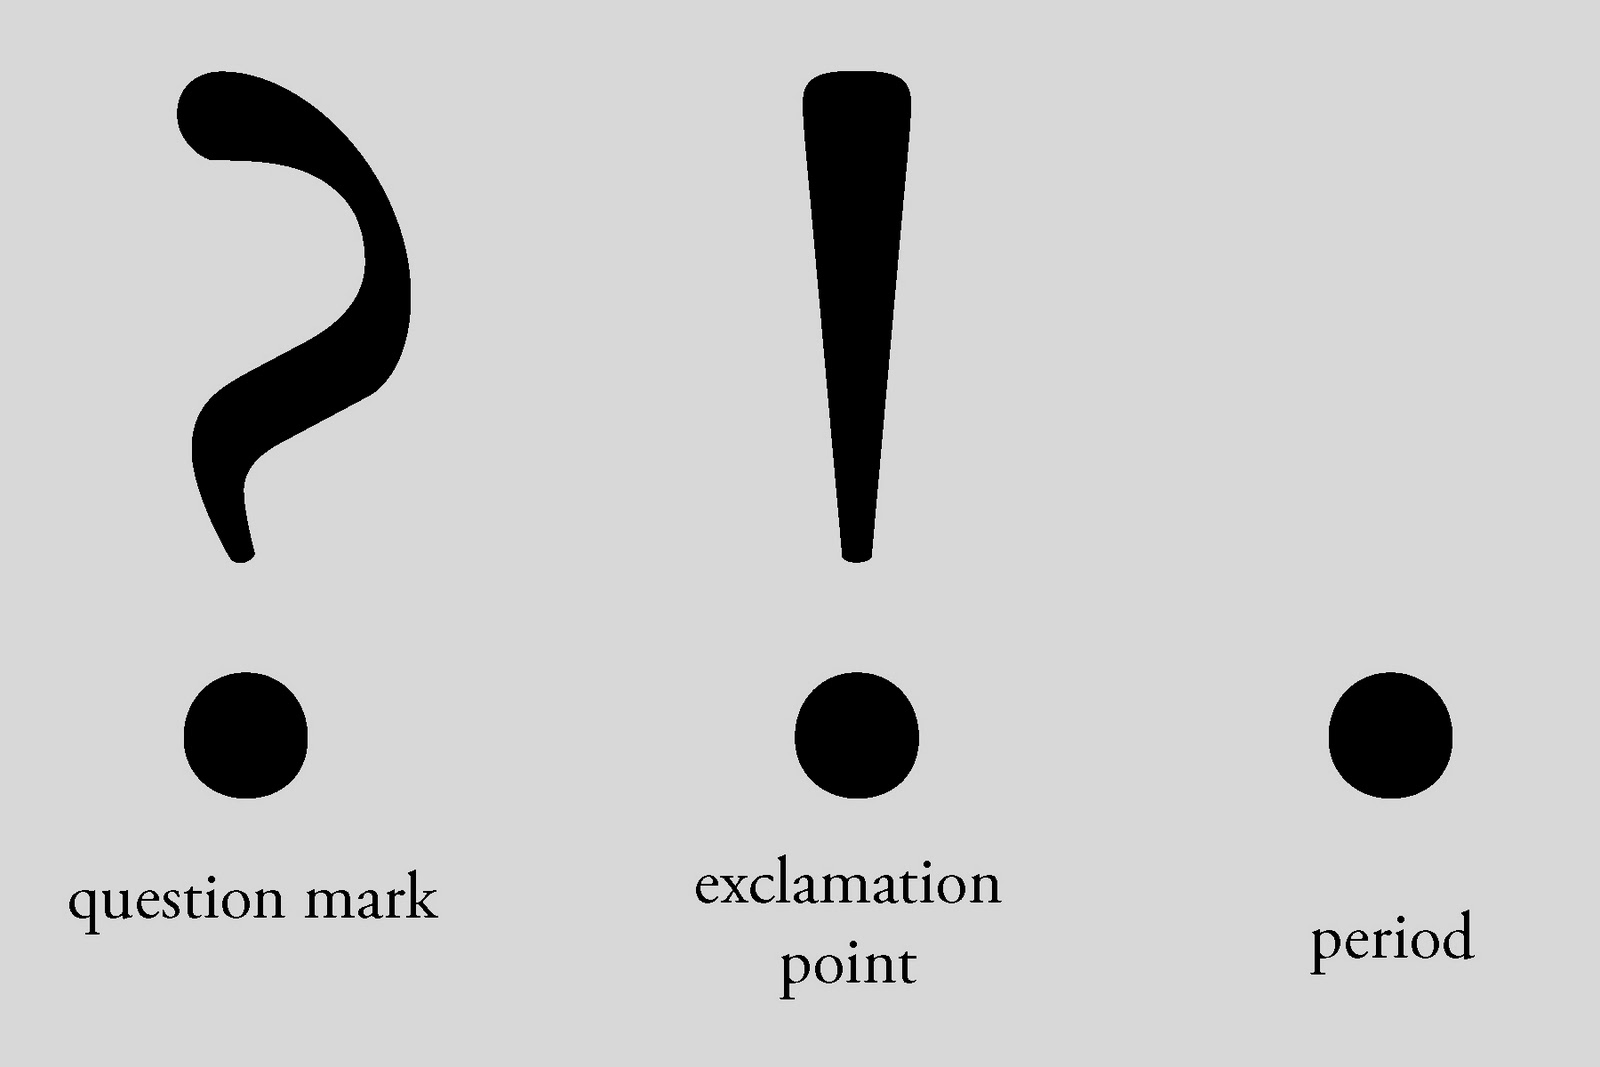 ? ! .
question mark
exclamation
point
period